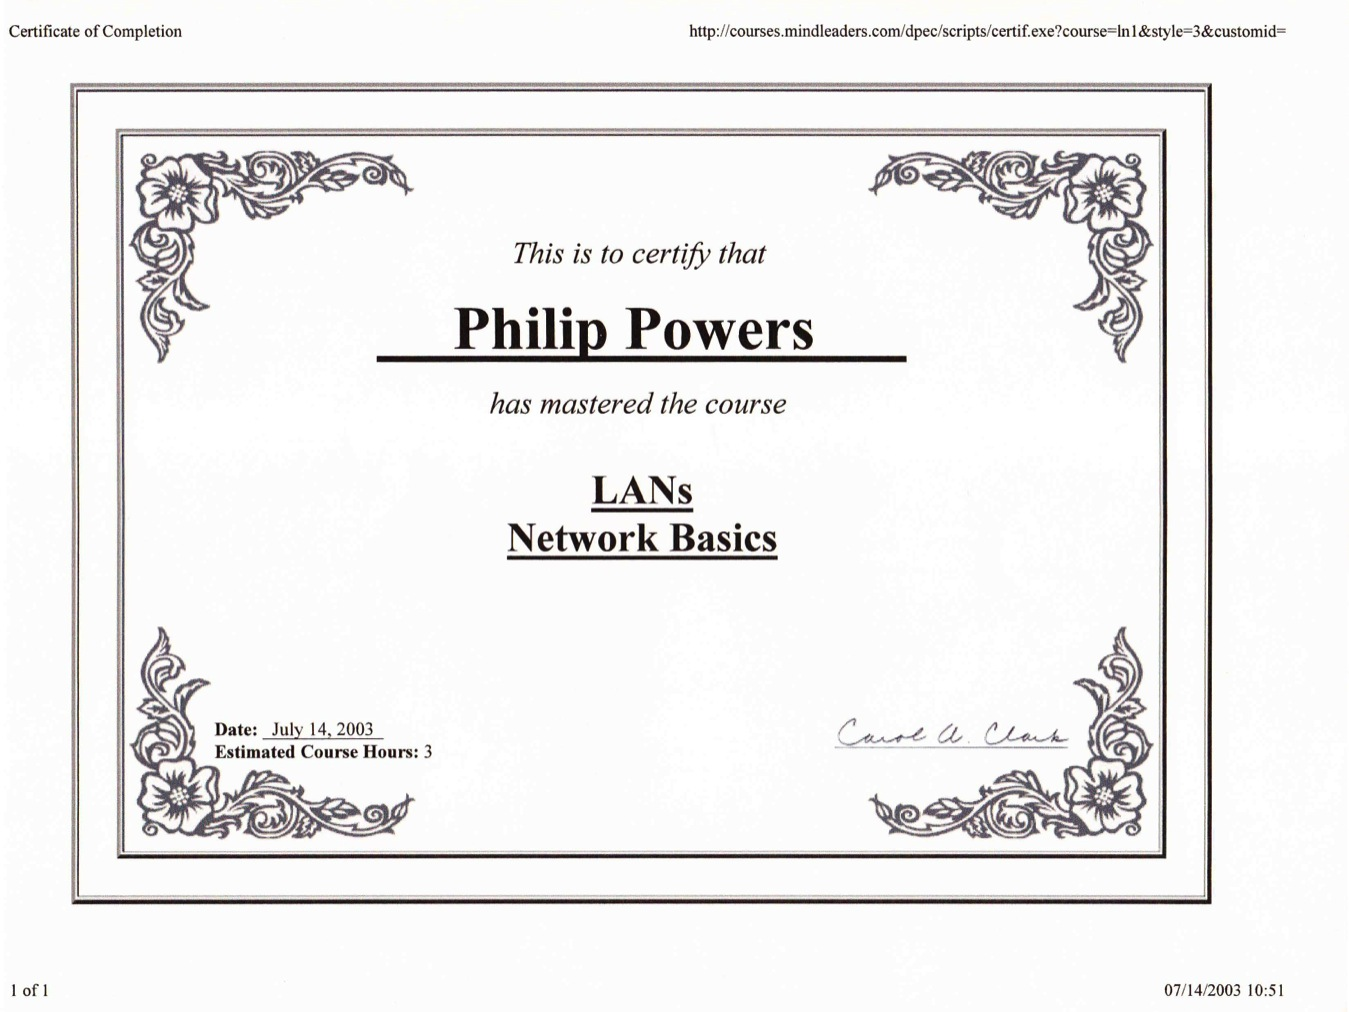 Certificate of Completion
http://courses.mindleaders.com/dpec/scripts/certif.exe?course=ln1&style=3&customid=
This is to certify that
Philip Powers
has mastered the course
LANs
Network Basics
Date: July 14, 2003
Estimated Course Hours: 3
Carol A. Clark
1 of 1
07/14/2003 10:51